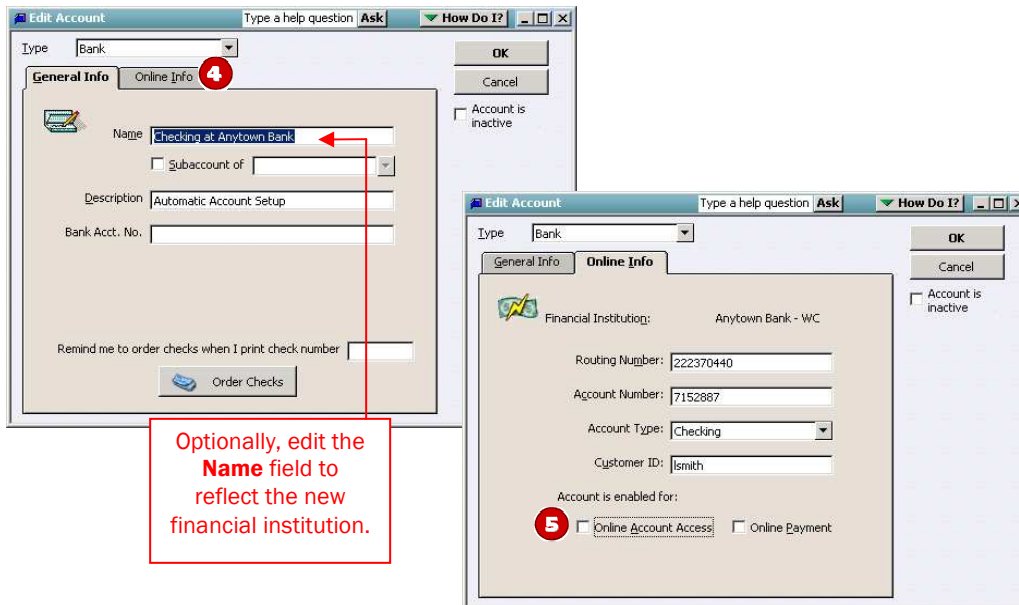 Edit Account Type a help question Ask How Do I?
Type Bank
OK
General Info Online Info 4
Cancel
Account is
inactive
Name Checking at Anytown Bank
Subaccount of
Description Automatic Account Setup
Bank Acct. No.
Remind me to order checks when I print check number
Order Checks
Optionally, edit the
Name field to
reflect the new
financial institution.
Edit Account Type a help question Ask How Do I?
Type Bank
OK
General Info Online Info
Cancel
Account is
inactive
Financial Institution: Anytown Bank - WC
Routing Number: 222370440
Account Number: 7152887
Account Type: Checking
Customer ID: lsmith
Account is enabled for:
5 Online Account Access Online Payment